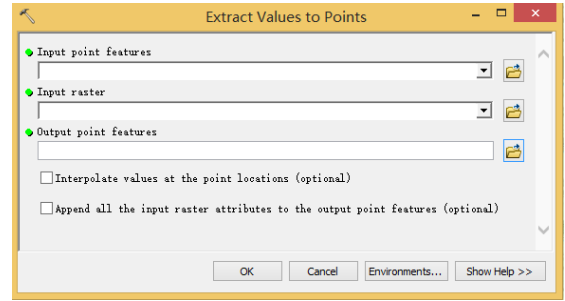 Extract Values to Points
Input point features
Input raster
Output point features
Interpolate values at the point locations (optional)
Append all the input raster attributes to the output point features (optional)
OK Cancel Environments... Show Help >>